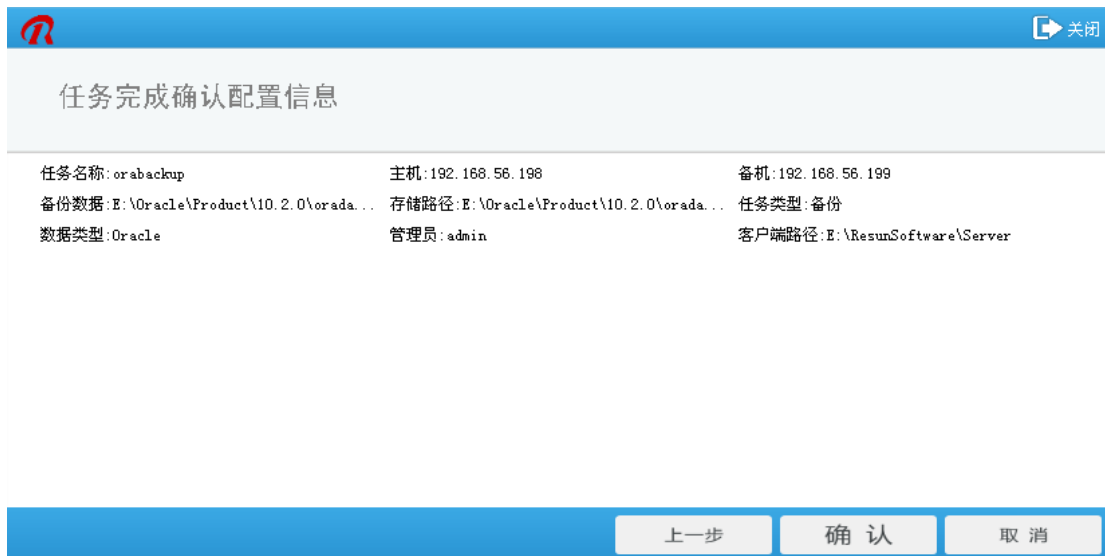 关闭
任务完成确认配置信息
任务名称:orabackup 主机:192.168.56.198 备机:192.168.56.199
备份数据:E:\Oracle\Product\10.2.0\orada... 存储路径:E:\Oracle\Product\10.2.0\orada... 任务类型:备份
数据类型:Oracle 管理员:admin 客户端路径:E:\ResunSoftware\Server
上一步 确 认 取 消